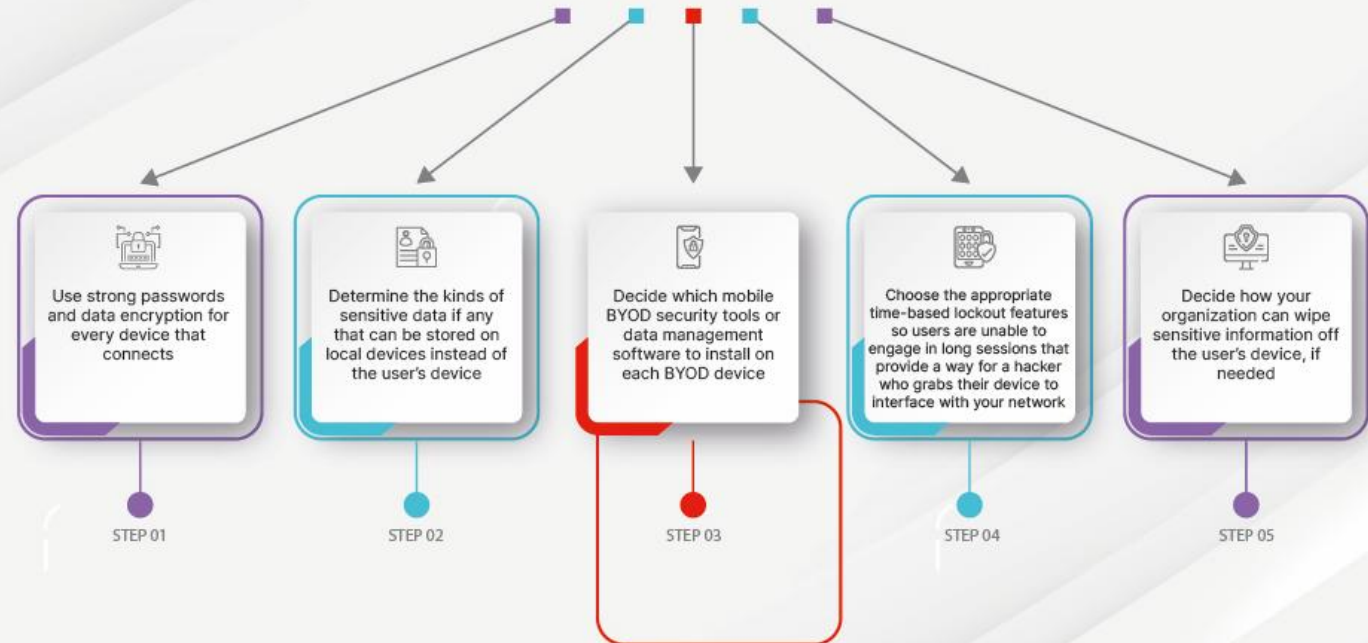 Use strong passwords
and data encryption for
every device that
connects
STEP 01
Determine the kinds of
sensitive data if any
that can be stored on
local devices instead of
the user's device
STEP 02
Decide which mobile
BYOD security tools or
data management
software to install on
each BYOD device
STEP 03
Choose the appropriate
time-based lockout features
so users are unable to
engage in long sessions that
provide a way for a hacker
who grabs their device to
interface with your network
STEP 04
Decide how your
organization can wipe
sensitive information off
the user's device, if
needed
STEP 05